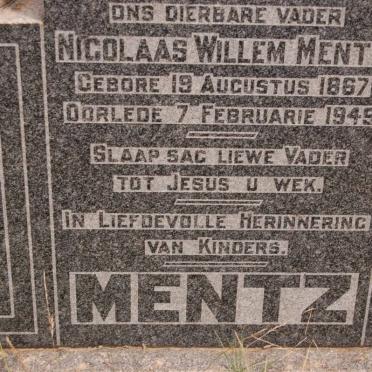 ONS DIERBARE VADER
NICOLAAS WILLEM MENT
GEBORE 19 AUGUSTUS 1867
OORLEDE 7 FEBRUARIE 1949
SLAAP SAG LIEWE VADER
TOT JESUS U WEK.
IN LIEFDEVOLLE HERINNERING
VAN KINDERS.
MENTZ